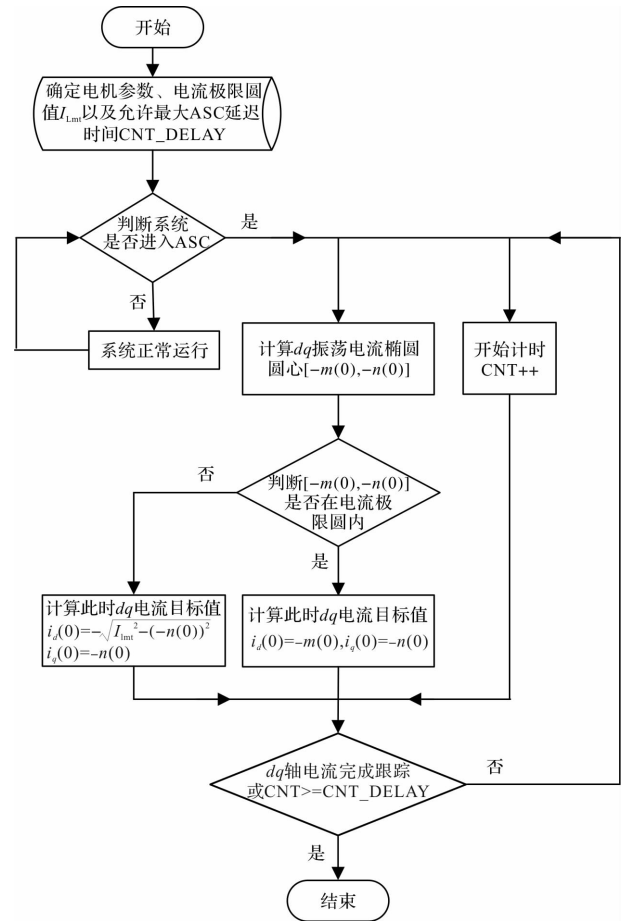 开始
确定电机参数、电流极限圆
值I_Lmt以及允许最大ASC延迟
时间CNT_DELAY
判断系统
是否进入ASC
是
否
系统正常运行
计算dq振荡电流椭圆
圆心[-m(0),-n(0)]
开始计时
CNT++
判断[-m(0),-n(0)]
是否在电流极
限圆内
否
是
计算此时dq电流目标值
i_d(0)=-√(I_lmt²-(-n(0))²)
i_q(0)=-n(0)
计算此时dq电流目标值
i_d(0)=-m(0),i_q(0)=-n(0)
dq轴电流完成跟踪
或CNT>=CNT_DELAY
否
是
结束